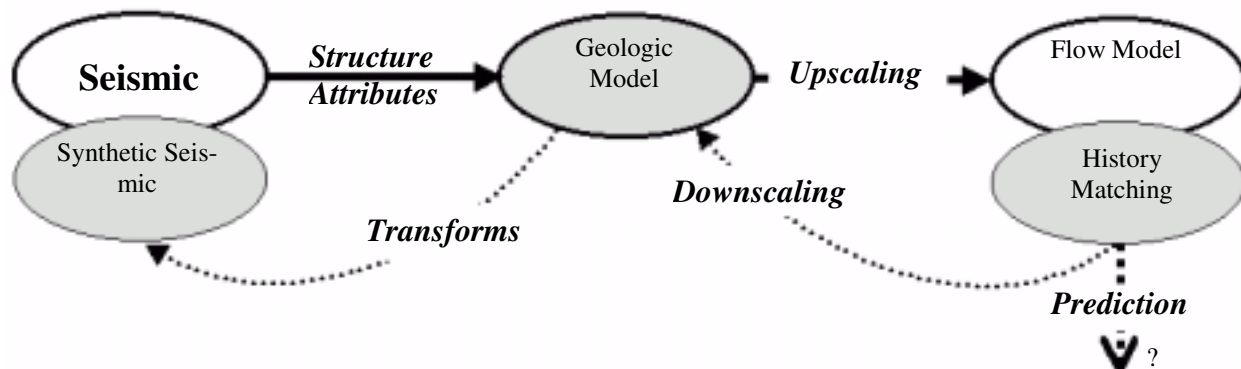 Seismic
Synthetic Seis-
mic
Structure
Attributes
Geologic
Model
Upscaling
Flow Model
History
Matching
Transforms
Downscaling
Prediction
?